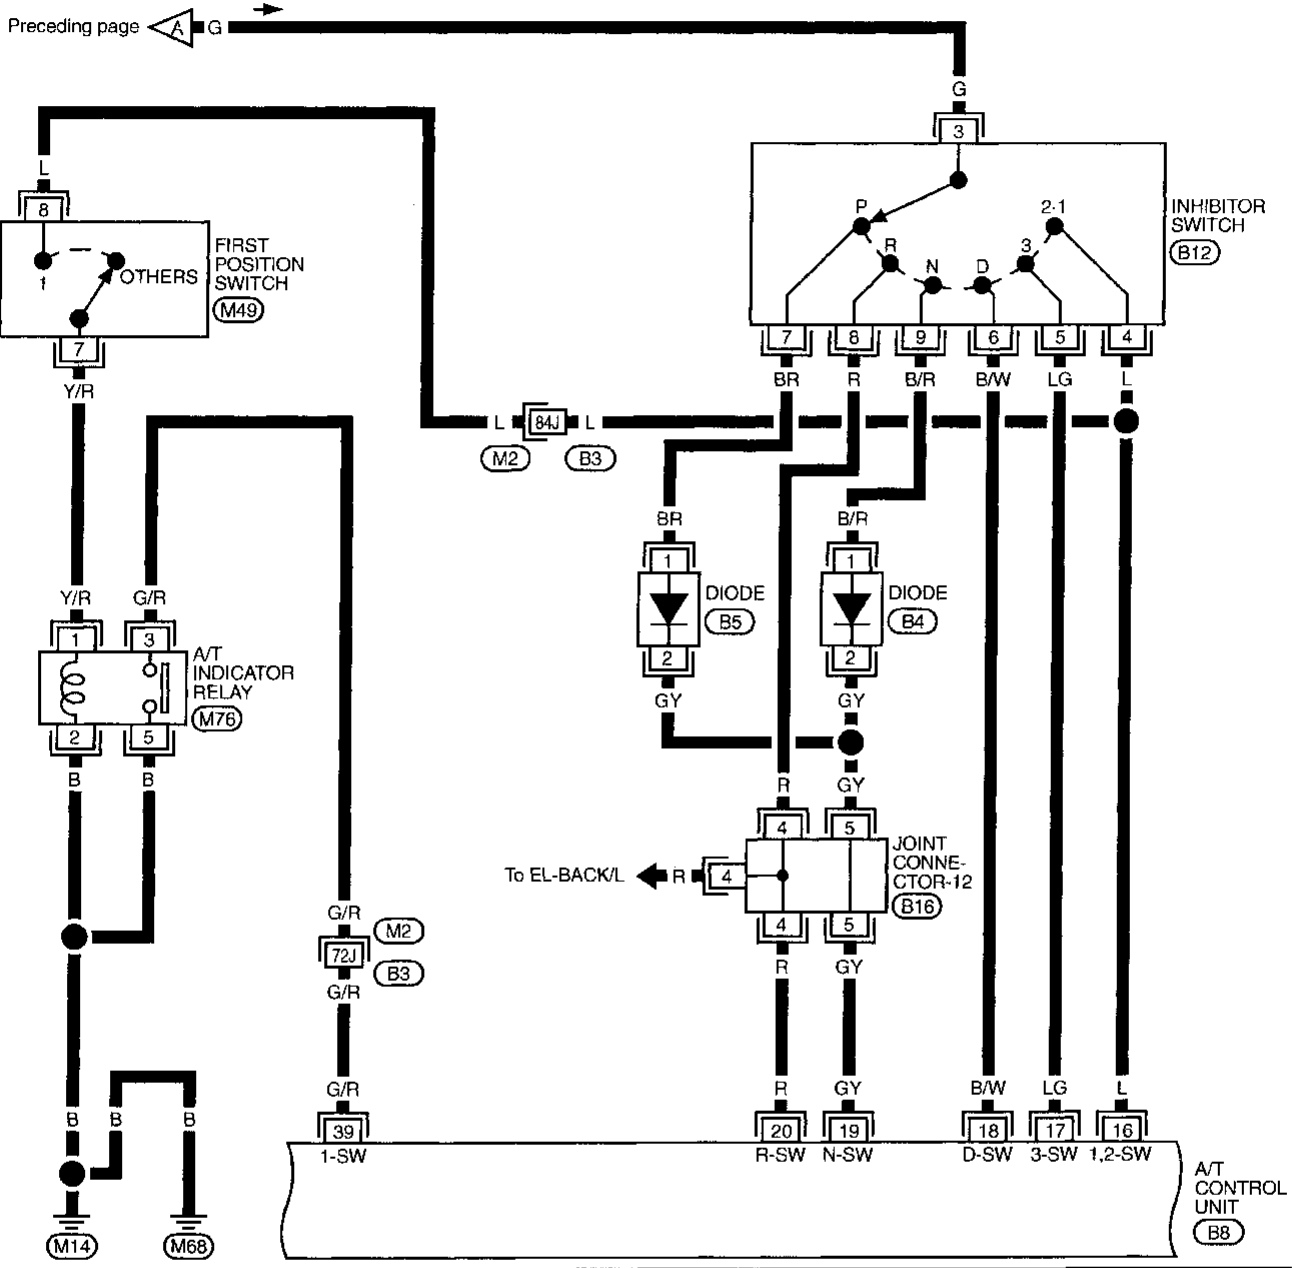 Preceding page A G
G
3
L
8
1
OTHERS
FIRST
POSITION
SWITCH
M49
7
Y/R
P
R
N
D
3
2·1
INHIBITOR
SWITCH
B12
7 8 9 6 5 4
BR R B/R B/W LG L
L 84J L
M2 B3
BR B/R
1 1
DIODE
B5
DIODE
B4
2 2
GY GY
Y/R G/R
1 3
A/T
INDICATOR
RELAY
M76
2 5
B B
R GY
4 5
JOINT
CONNE-
CTOR-12
B16
To EL-BACK/L R 4
4 5
R GY
G/R
M2
72J
B3
G/R
B B B
G/R R GY B/W LG L
39 20 19 18 17 16
1-SW R-SW N-SW D-SW 3-SW 1,2-SW
A/T
CONTROL
UNIT
B8
M14 M68